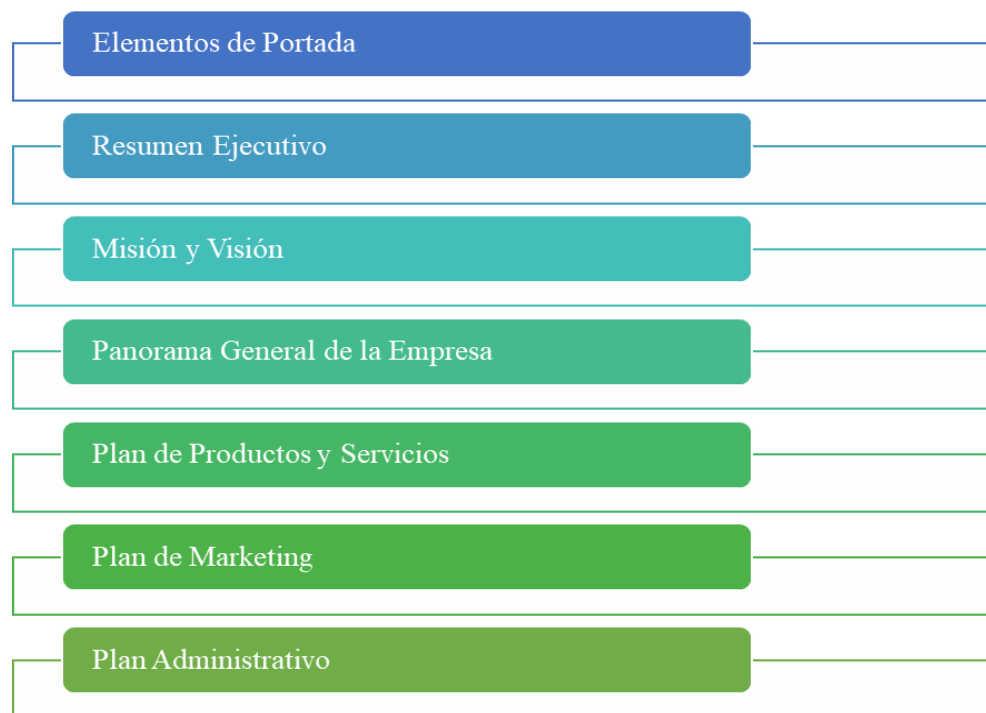 Elementos de Portada
Resumen Ejecutivo
Misión y Visión
Panorama General de la Empresa
Plan de Productos y Servicios
Plan de Marketing
Plan Administrativo